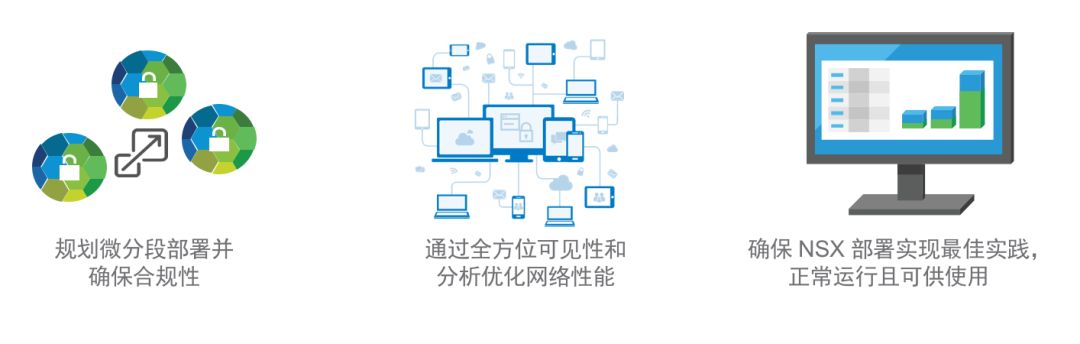 规划微分段部署并
确保合规性
通过全方位可见性和
分析优化网络性能
确保 NSX 部署实现最佳实践，
正常运行且可供使用